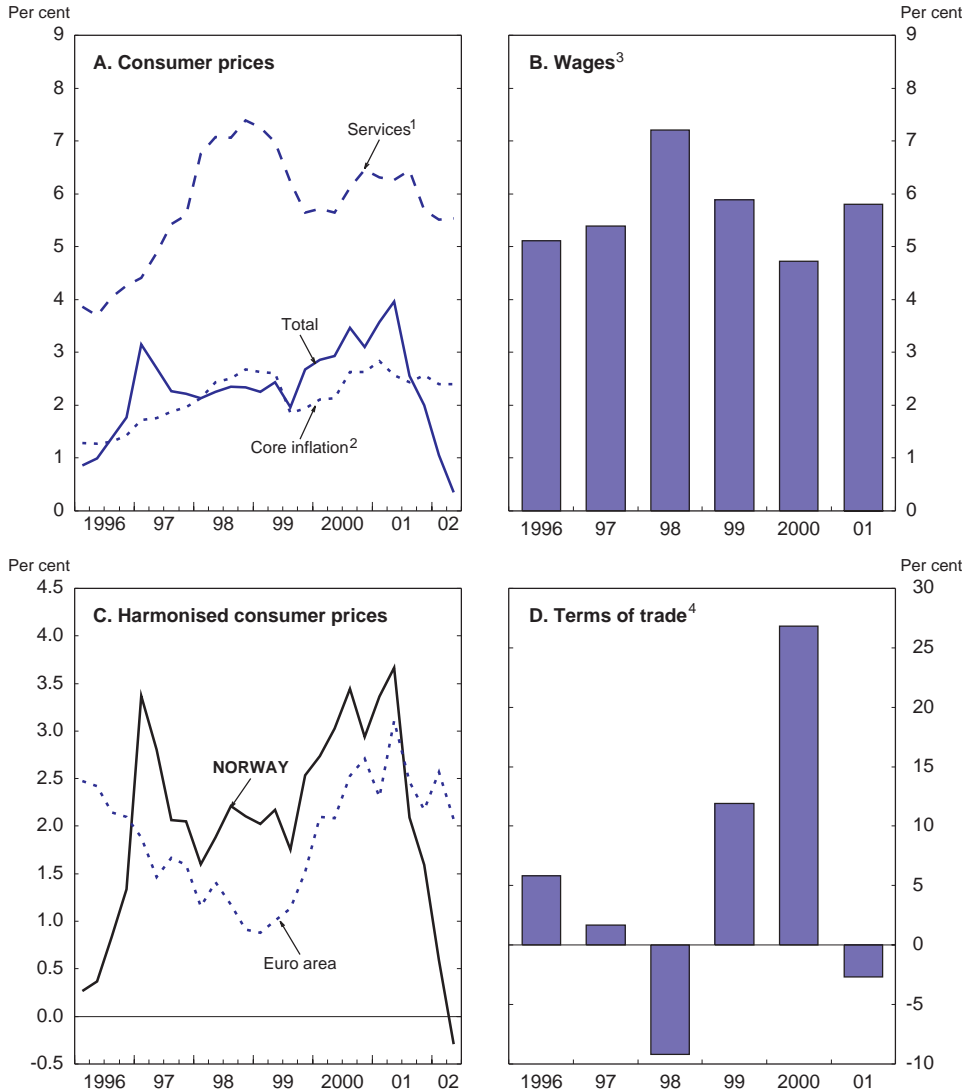 Per cent
Per cent
9
9
A. Consumer prices
B. Wages3
8
8
Services1
7
7
6
6
5
5
4
4
Total
3
3
2
2
Core inflation2
1
1
0
0
1996 97 98 99 2000 01 02
1996 97 98 99 2000 01
Per cent
Per cent
4.5
30
C. Harmonised consumer prices
D. Terms of trade4
4.0
25
3.5
20
3.0
NORWAY
15
2.5
2.0
10
1.5
5
1.0
Euro area
0
0.5
-5
0.0
-0.5
-10
1996 97 98 99 2000 01 02
1996 97 98 99 2000 01